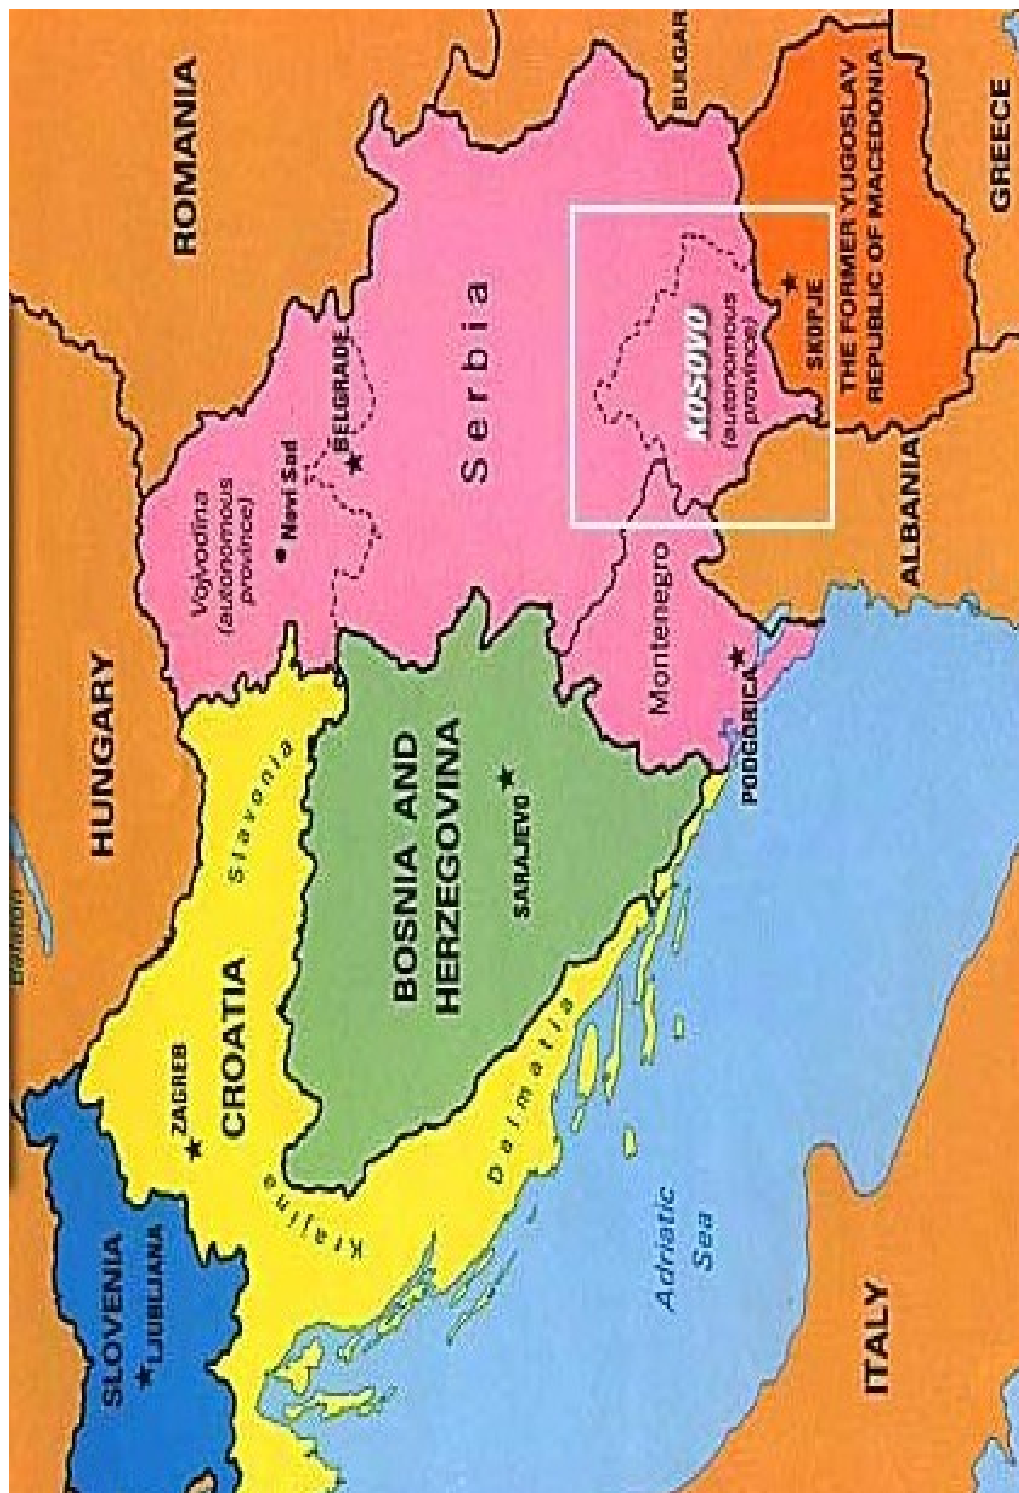 ROMANIA
HUNGARY
Vojvodina
(autonomous
province)
Novi Sad
BELGRADE
Serbia
BULGAR
KOSOVO
(autonomous
province)
SKOPJE
THE FORMER YUGOSLAV
REPUBLIC OF MACEDONIA
GREECE
ALBANIA
Montenegro
PODGORICA
BOSNIA AND
HERZEGOVINA
SARAJEVO
Slavonia
CROATIA
ZAGREB
Krajina
Dalmatia
SLOVENIA
LJUBLJANA
Adriatic
Sea
ITALY